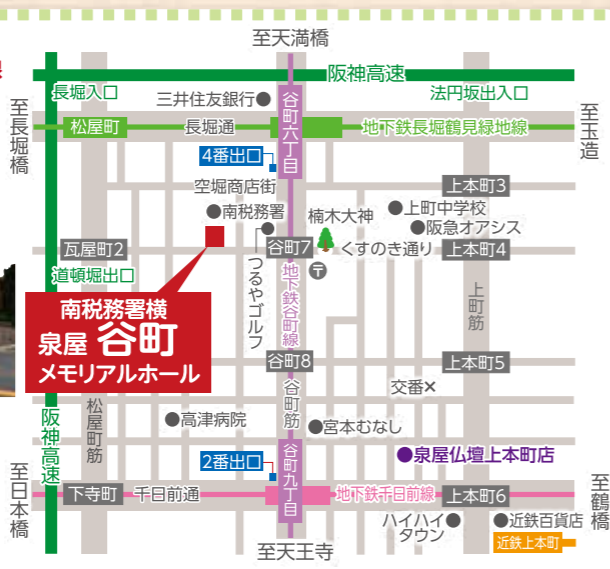 至天満橋
阪神高速
長堀入口
三井住友銀行
谷町六丁目
法円坂出入口
至長堀橋
松屋町
長堀通
地下鉄長堀鶴見緑地線
至玉造
4番出口
空堀商店街
上本町3
南税務署
楠木大神
上町中学校
阪急オアシス
瓦屋町2
谷町7
くすのき通り
上本町4
道頓堀出口
つるやゴルフ
地下鉄谷町線
〒
上町筋
南税務署横
泉屋 谷町
メモリアルホール
谷町8
上本町5
交番×
阪神高速
松屋町筋
高津病院
谷町筋
宮本むなし
泉屋仏壇上本町店
2番出口
谷町九丁目
至日本橋
下寺町
千日前通
地下鉄千日前線
上本町6
至鶴橋
ハイハイ
タウン
近鉄百貨店
近鉄上本町
至天王寺